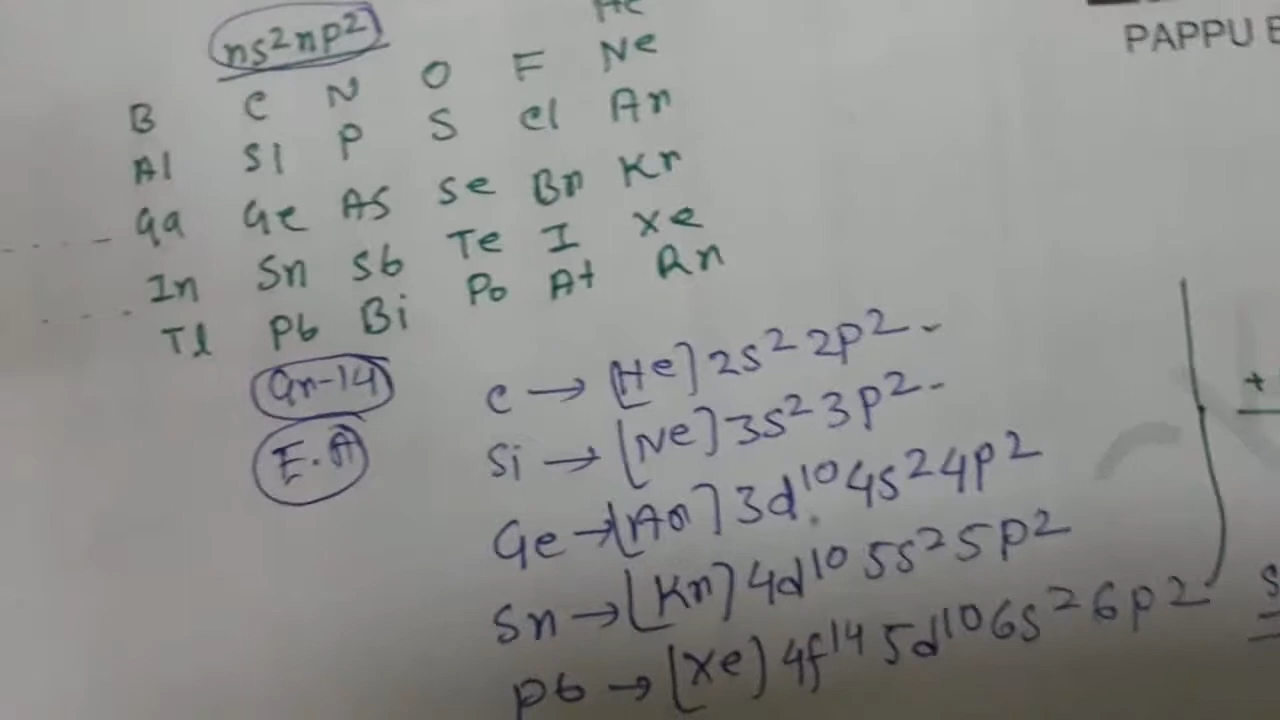 He
ns²np²
PAPPU
B C N O F Ne
Al Si P S Cl Ar
Ga Ge As Se Br Kr
In Sn Sb Te I Xe
Tl Pb Bi Po At Rn
Gr-14
E.A
C → [He] 2s² 2p²
Si → [Ne] 3s² 3p²
Ge → [Ar] 3d¹⁰ 4s² 4p²
Sn → [Kr] 4d¹⁰ 5s² 5p²
Pb → [Xe] 4f¹⁴ 5d¹⁰ 6s² 6p²
+